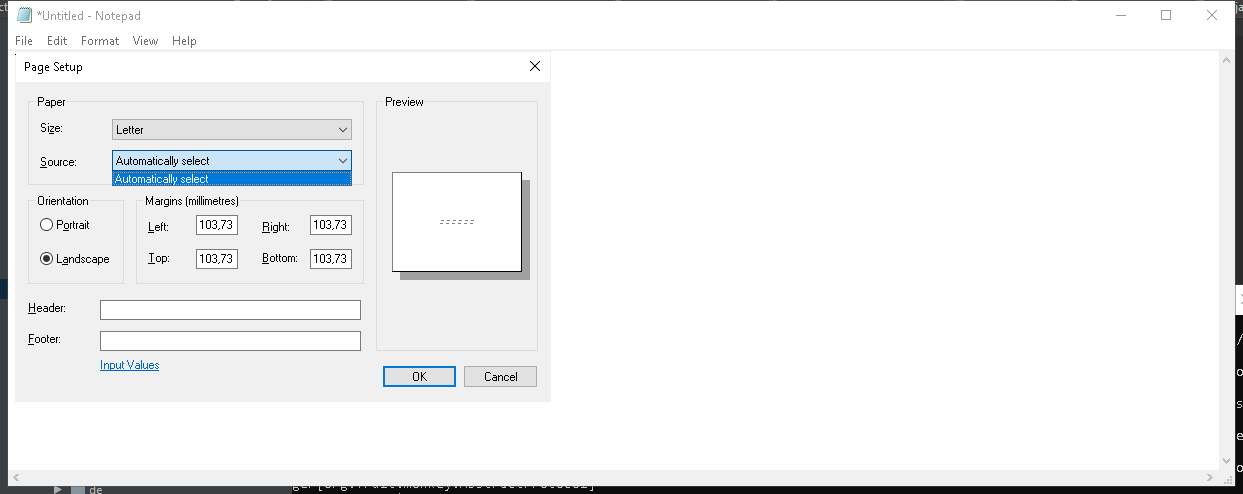 *Untitled - Notepad
File Edit Format View Help
Page Setup
Paper
Size: Letter
Source: Automatically select
Automatically select
Orientation
Portrait
Landscape
Margins (millimetres)
Left: 103,73 Right: 103,73
Top: 103,73 Bottom: 103,73
Header:
Footer:
Input Values
Preview
OK Cancel
de